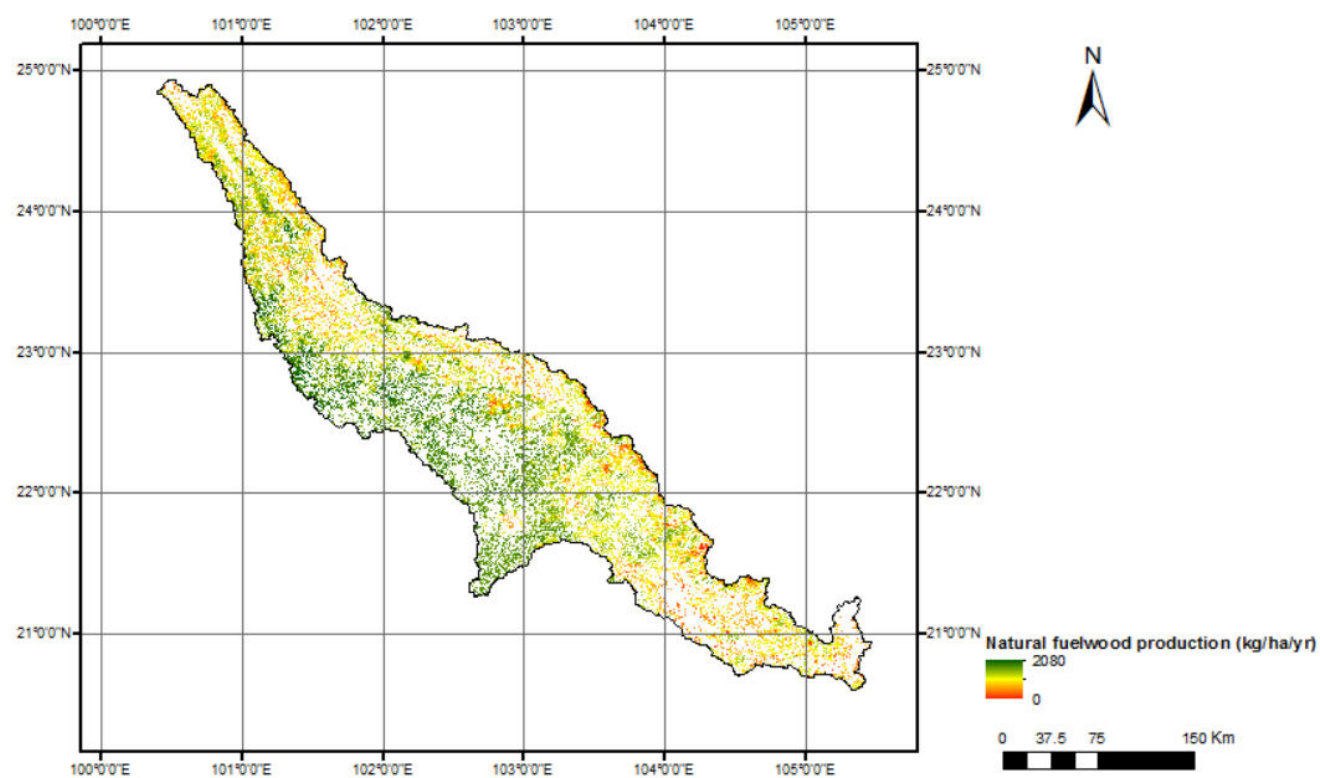 100°0'0"E 101°0'0"E 102°0'0"E 103°0'0"E 104°0'0"E 105°0'0"E
N
25°0'0"N 25°0'0"N
24°0'0"N 24°0'0"N
23°0'0"N 23°0'0"N
22°0'0"N 22°0'0"N
21°0'0"N 21°0'0"N
Natural fuelwood production (kg/ha/yr)
2080
0
0 37.5 75 150 Km
100°0'0"E 101°0'0"E 102°0'0"E 103°0'0"E 104°0'0"E 105°0'0"E